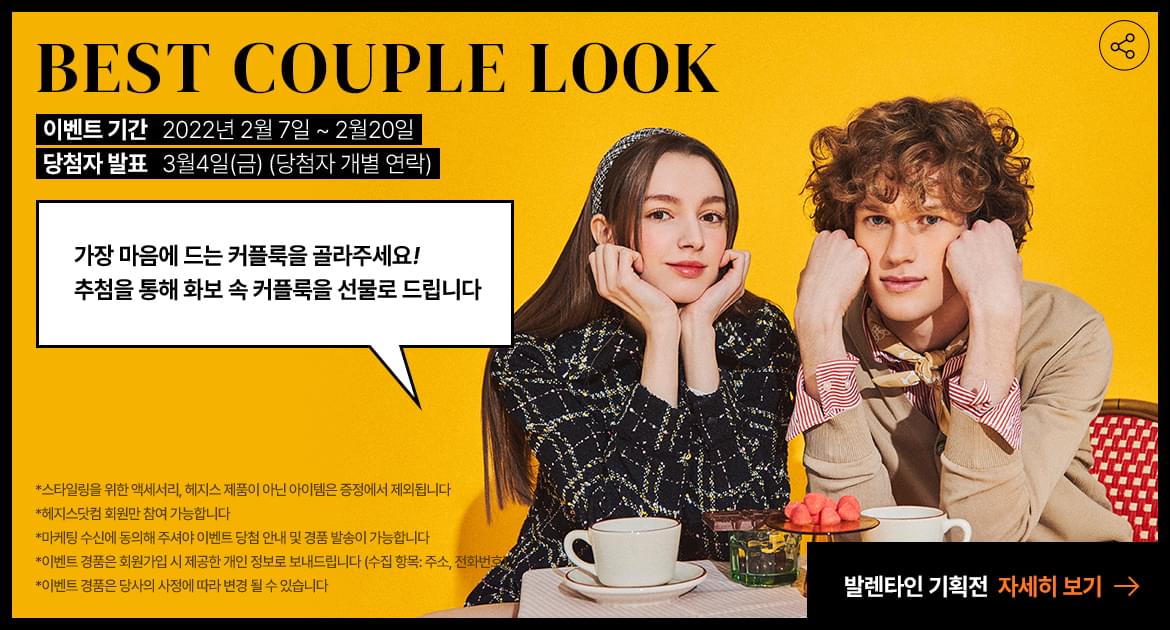 BEST COUPLE LOOK
이벤트 기간 2022년 2월 7일 ~ 2월20일
당첨자 발표 3월4일(금) (당첨자 개별 연락)
가장 마음에 드는 커플룩을 골라주세요!
추첨을 통해 화보 속 커플룩을 선물로 드립니다
*스타일링을 위한 액세서리, 헤지스 제품이 아닌 아이템은 증정에서 제외됩니다
*헤지스닷컴 회원만 참여 가능합니다
*마케팅 수신에 동의해 주셔야 이벤트 당첨 안내 및 경품 발송이 가능합니다
*이벤트 경품은 회원가입 시 제공한 개인 정보로 보내드립니다 (수집 항목: 주소, 전화번호
*이벤트 경품은 당사의 사정에 따라 변경 될 수 있습니다
발렌타인 기획전 자세히 보기 →